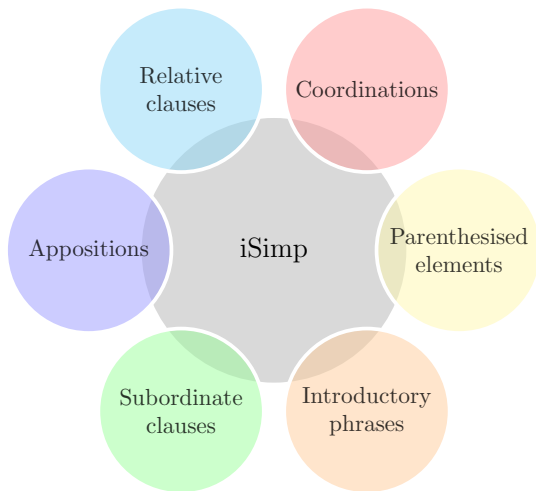 Relative
clauses
Coordinations
Appositions
iSimp
Parenthesised
elements
Subordinate
clauses
Introductory
phrases